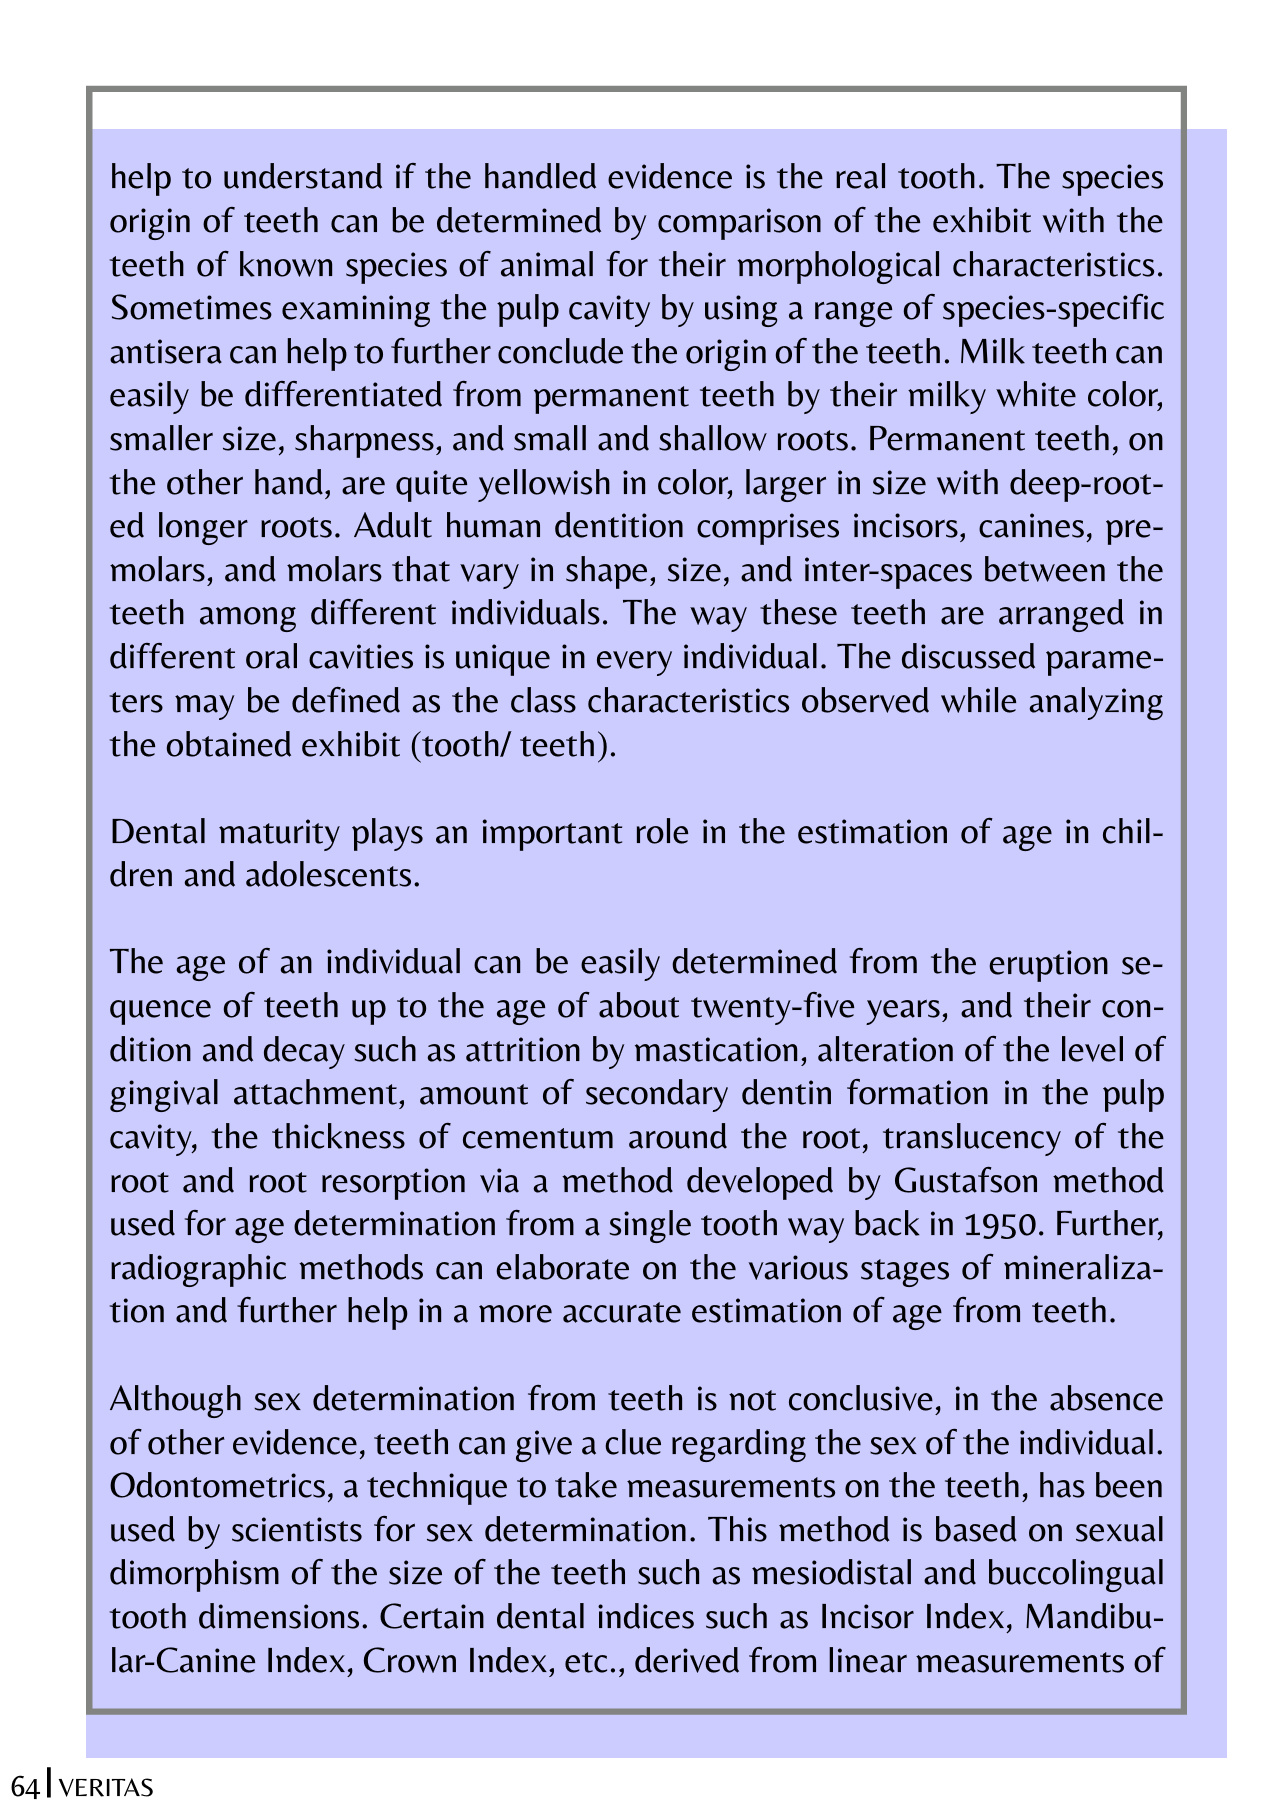 help to understand if the handled evidence is the real tooth. The species
origin of teeth can be determined by comparison of the exhibit with the
teeth of known species of animal for their morphological characteristics.
Sometimes examining the pulp cavity by using a range of species-specific
antisera can help to further conclude the origin of the teeth. Milk teeth can
easily be differentiated from permanent teeth by their milky white color,
smaller size, sharpness, and small and shallow roots. Permanent teeth, on
the other hand, are quite yellowish in color, larger in size with deep-root-
ed longer roots. Adult human dentition comprises incisors, canines, pre-
molars, and molars that vary in shape, size, and inter-spaces between the
teeth among different individuals. The way these teeth are arranged in
different oral cavities is unique in every individual. The discussed parame-
ters may be defined as the class characteristics observed while analyzing
the obtained exhibit (tooth/ teeth).
Dental maturity plays an important role in the estimation of age in chil-
dren and adolescents.
The age of an individual can be easily determined from the eruption se-
quence of teeth up to the age of about twenty-five years, and their con-
dition and decay such as attrition by mastication, alteration of the level of
gingival attachment, amount of secondary dentin formation in the pulp
cavity, the thickness of cementum around the root, translucency of the
root and root resorption via a method developed by Gustafson method
used for age determination from a single tooth way back in 1950. Further,
radiographic methods can elaborate on the various stages of mineraliza-
tion and further help in a more accurate estimation of age from teeth.
Although sex determination from teeth is not conclusive, in the absence
of other evidence, teeth can give a clue regarding the sex of the individual.
Odontometrics, a technique to take measurements on the teeth, has been
used by scientists for sex determination. This method is based on sexual
dimorphism of the size of the teeth such as mesiodistal and buccolingual
tooth dimensions. Certain dental indices such as Incisor Index, Mandibu-
lar-Canine Index, Crown Index, etc., derived from linear measurements of
64 | VERITAS